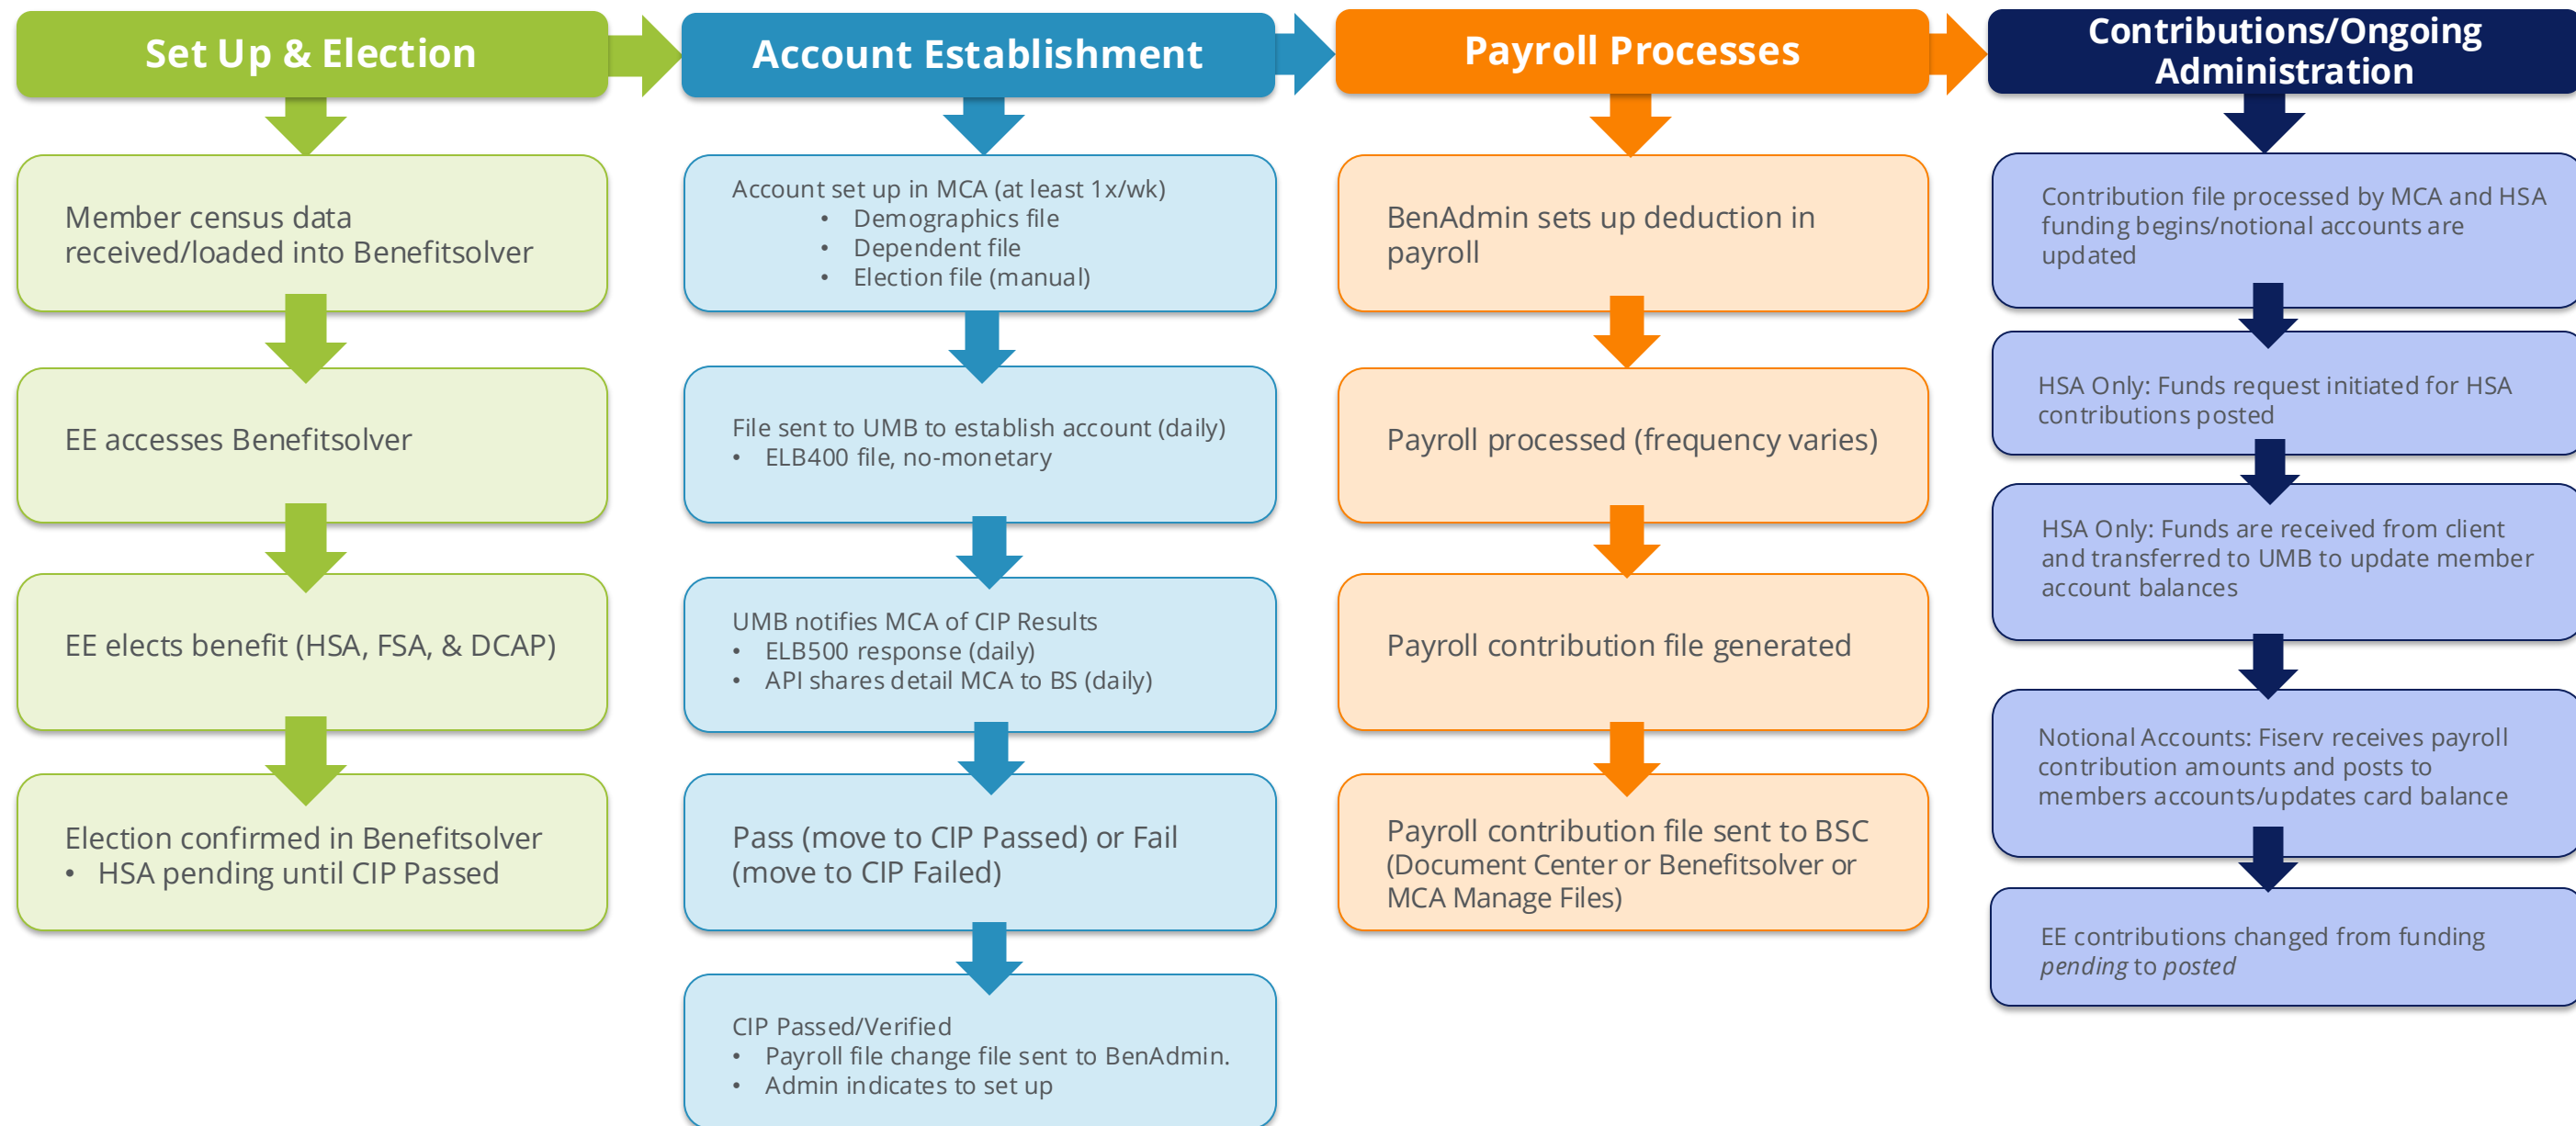 Set Up & Election
Member census data
received/loaded into Benefitsolver
EE accesses Benefitsolver
EE elects benefit (HSA, FSA, & DCAP)
Election confirmed in Benefitsolver
• HSA pending until CIP Passed
Account Establishment
Account set up in MCA (at least 1x/wk)
• Demographics file
• Dependent file
• Election file (manual)
File sent to UMB to establish account (daily)
• ELB400 file, no-monetary
UMB notifies MCA of CIP Results
• ELB500 response (daily)
• API shares detail MCA to BS (daily)
Pass (move to CIP Passed) or Fail
(move to CIP Failed)
CIP Passed/Verified
• Payroll file change file sent to BenAdmin.
• Admin indicates to set up
Payroll Processes
BenAdmin sets up deduction in
payroll
Payroll processed (frequency varies)
Payroll contribution file generated
Payroll contribution file sent to BSC
(Document Center or Benefitsolver or
MCA Manage Files)
Contributions/Ongoing
Administration
Contribution file processed by MCA and HSA
funding begins/notional accounts are
updated
HSA Only: Funds request initiated for HSA
contributions posted
HSA Only: Funds are received from client
and transferred to UMB to update member
account balances
Notional Accounts: Fiserv receives payroll
contribution amounts and posts to
members accounts/updates card balance
EE contributions changed from funding
pending to posted